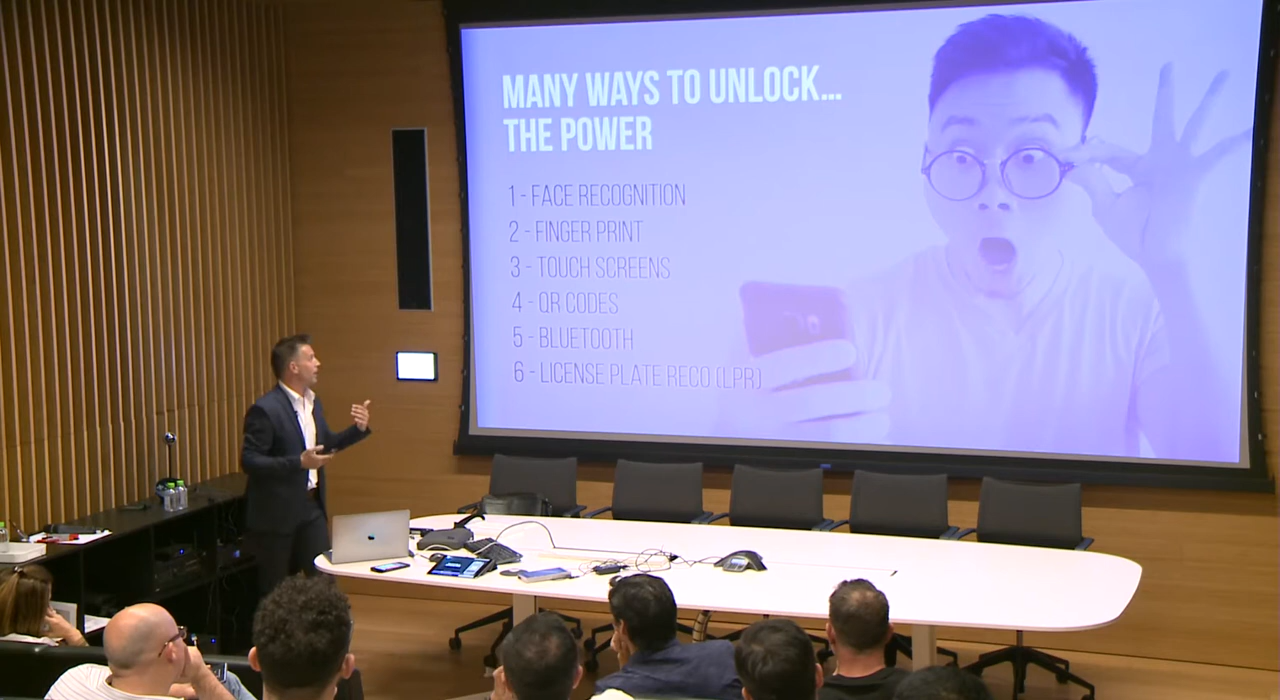 MANY WAYS TO UNLOCK...
THE POWER
1 - FACE RECOGNITION
2 - FINGER PRINT
3 - TOUCH SCREENS
4 - QR CODES
5 - BLUETOOTH
6 - LICENSE PLATE RECO (LPR)